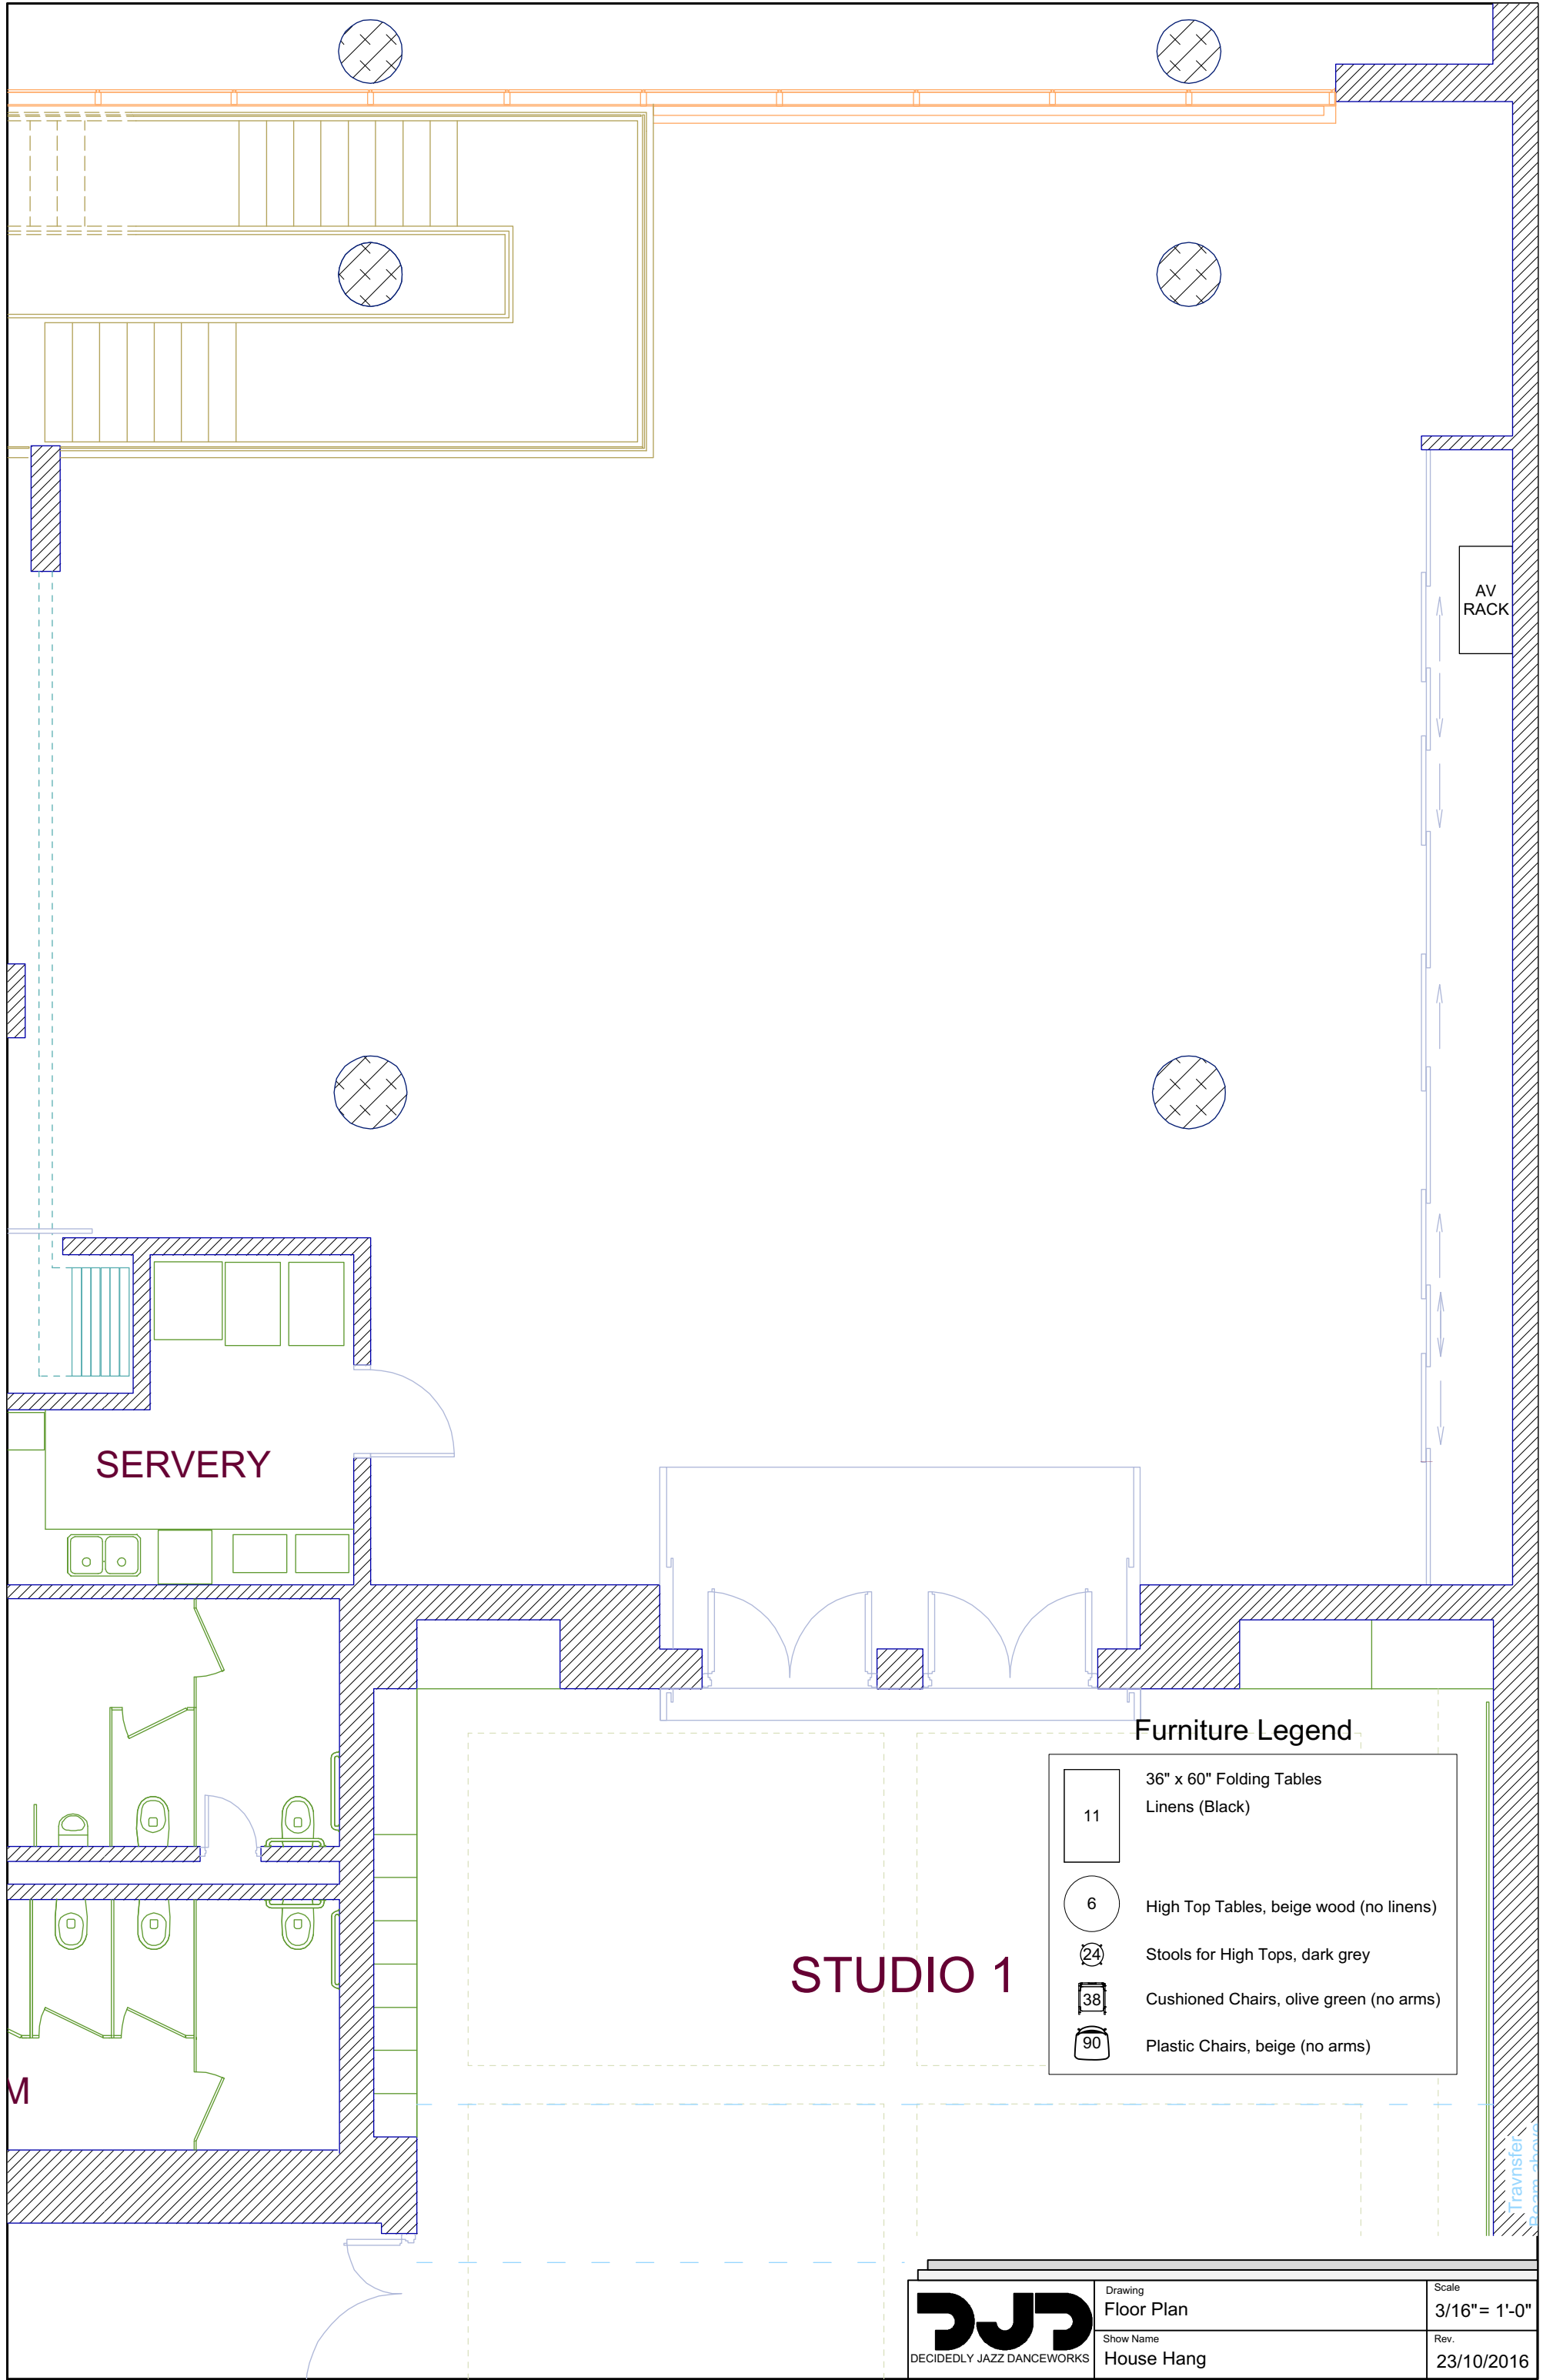 AV
RACK
SERVERY
Furniture Legend
11
36" x 60" Folding Tables
Linens (Black)
6
High Top Tables, beige wood (no linens)
24
Stools for High Tops, dark grey
38
Cushioned Chairs, olive green (no arms)
90
Plastic Chairs, beige (no arms)
STUDIO 1
M
Travnsfer
Beam above
DJD
DECIDEDLY JAZZ DANCEWORKS
Drawing
Floor Plan
Scale
3/16"= 1'-0"
Show Name
House Hang
Rev.
23/10/2016